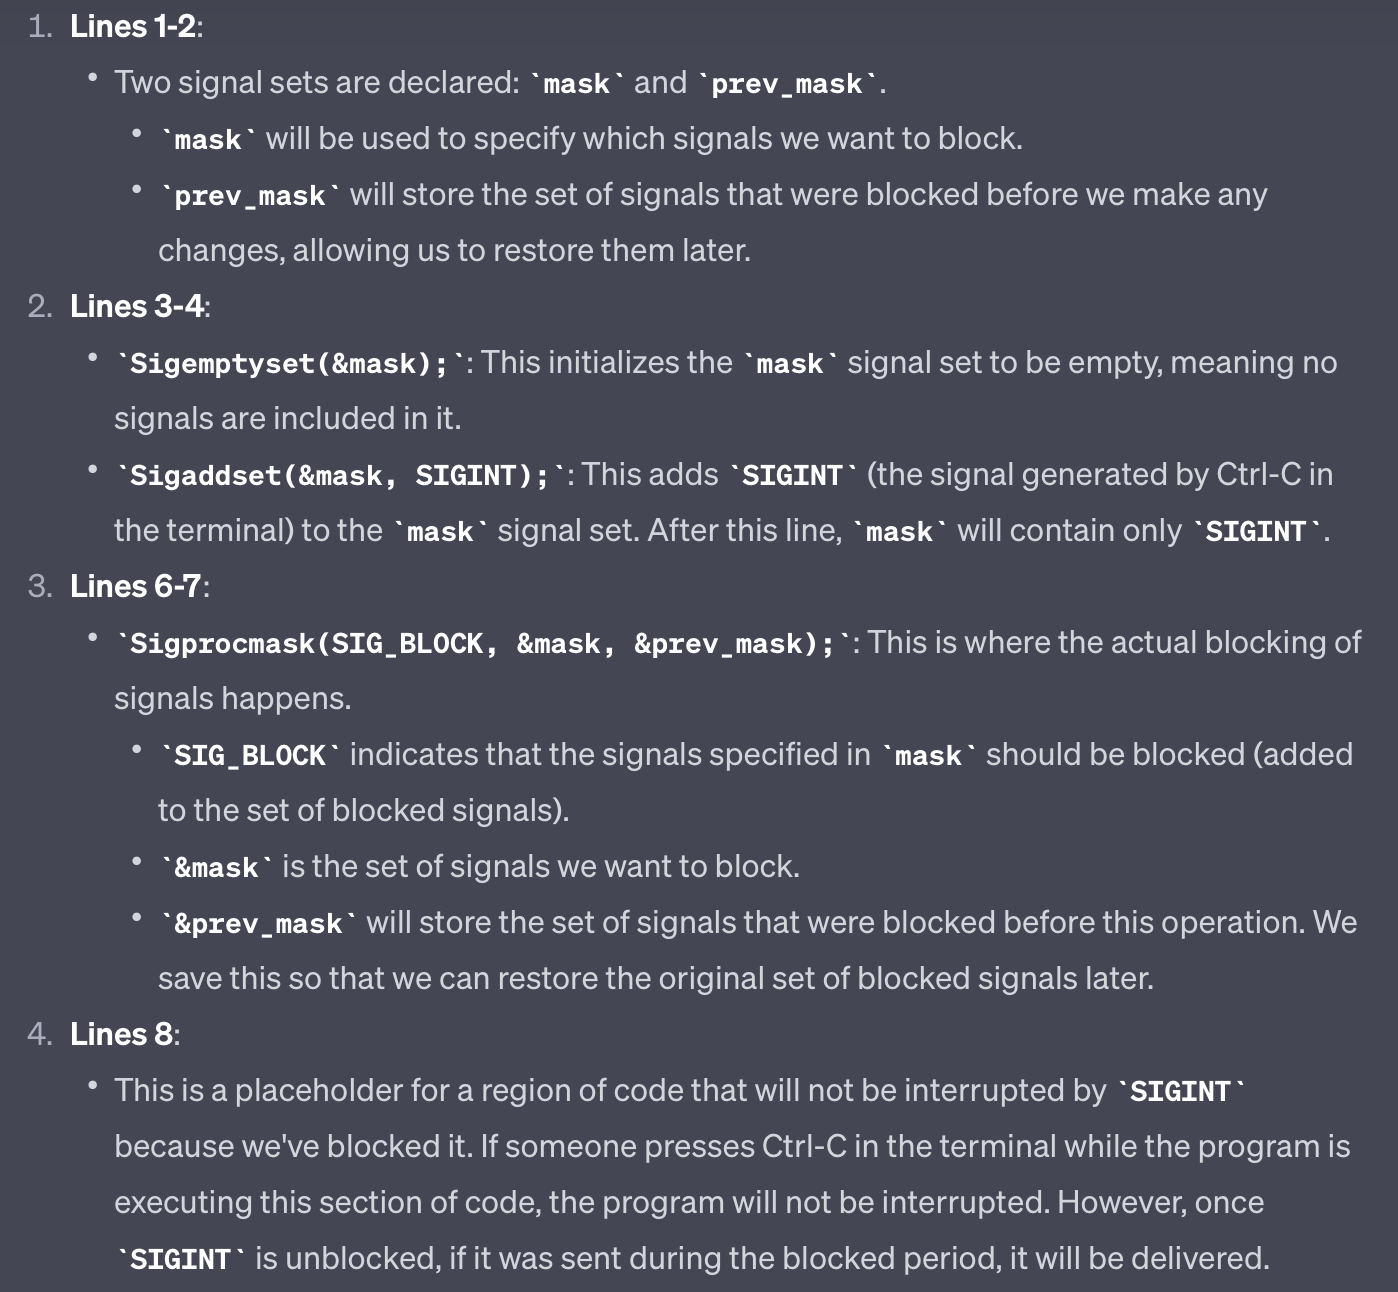 1. Lines 1-2:
• Two signal sets are declared: `mask` and `prev_mask`.
• `mask` will be used to specify which signals we want to block.
• `prev_mask` will store the set of signals that were blocked before we make any
changes, allowing us to restore them later.
2. Lines 3-4:
• `Sigemptyset(&mask);`: This initializes the `mask` signal set to be empty, meaning no
signals are included in it.
• `Sigaddset(&mask, SIGINT);`: This adds `SIGINT` (the signal generated by Ctrl-C in
the terminal) to the `mask` signal set. After this line, `mask` will contain only `SIGINT`.
3. Lines 6-7:
• `Sigprocmask(SIG_BLOCK, &mask, &prev_mask);`: This is where the actual blocking of
signals happens.
• `SIG_BLOCK` indicates that the signals specified in `mask` should be blocked (added
to the set of blocked signals).
• `&mask` is the set of signals we want to block.
• `&prev_mask` will store the set of signals that were blocked before this operation. We
save this so that we can restore the original set of blocked signals later.
4. Lines 8:
• This is a placeholder for a region of code that will not be interrupted by `SIGINT`
because we've blocked it. If someone presses Ctrl-C in the terminal while the program is
executing this section of code, the program will not be interrupted. However, once
`SIGINT` is unblocked, if it was sent during the blocked period, it will be delivered.